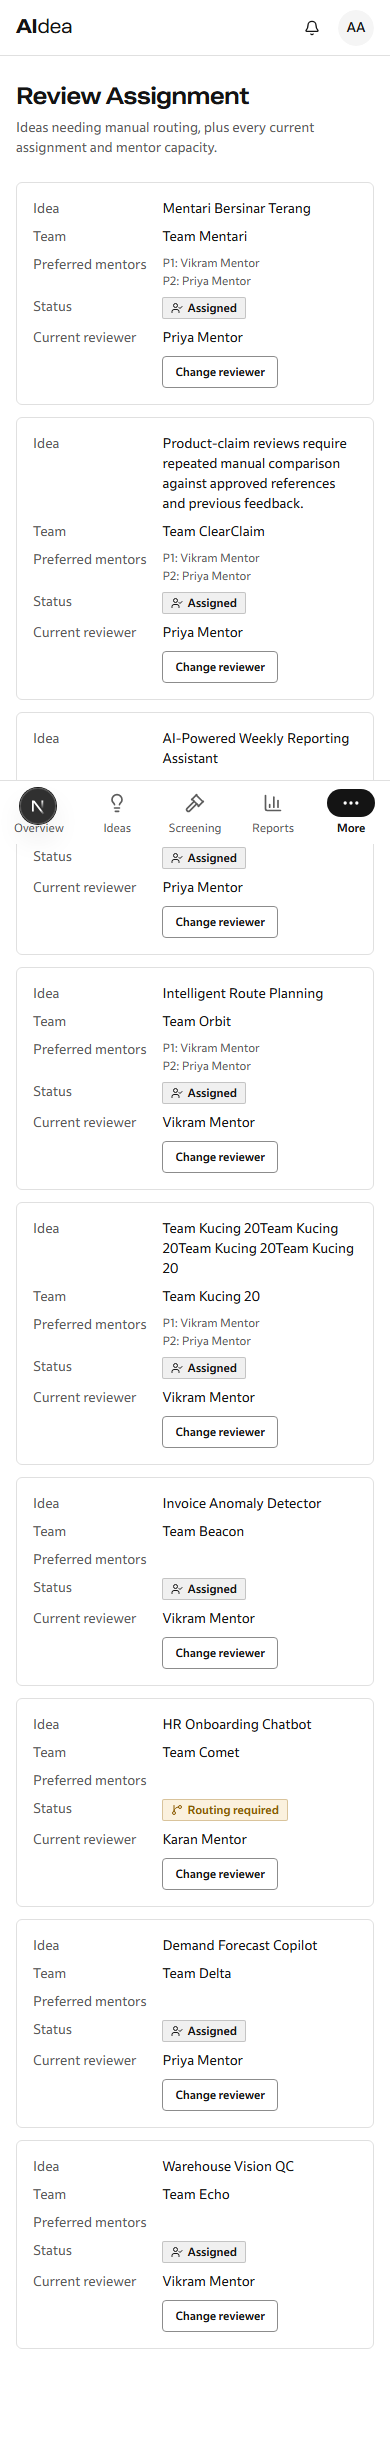 AIdea
AA
Review Assignment
Ideas needing manual routing, plus every current
assignment and mentor capacity.
Idea
Mentari Bersinar Terang
Team
Team Mentari
Preferred mentors
P1: Vikram Mentor
P2: Priya Mentor
Status
Assigned
Current reviewer
Priya Mentor
Change reviewer
Idea
Product-claim reviews require
repeated manual comparison
against approved references
and previous feedback.
Team
Team ClearClaim
Preferred mentors
P1: Vikram Mentor
P2: Priya Mentor
Status
Assigned
Current reviewer
Priya Mentor
Change reviewer
Idea
AI-Powered Weekly Reporting
Assistant
N
Overview
Ideas
Screening
Reports
More
Status
Assigned
Current reviewer
Priya Mentor
Change reviewer
Idea
Intelligent Route Planning
Team
Team Orbit
Preferred mentors
P1: Vikram Mentor
P2: Priya Mentor
Status
Assigned
Current reviewer
Vikram Mentor
Change reviewer
Idea
Team Kucing 20Team Kucing
20Team Kucing 20Team Kucing
20
Team
Team Kucing 20
Preferred mentors
P1: Vikram Mentor
P2: Priya Mentor
Status
Assigned
Current reviewer
Vikram Mentor
Change reviewer
Idea
Invoice Anomaly Detector
Team
Team Beacon
Preferred mentors
Status
Assigned
Current reviewer
Vikram Mentor
Change reviewer
Idea
HR Onboarding Chatbot
Team
Team Comet
Preferred mentors
Status
Routing required
Current reviewer
Karan Mentor
Change reviewer
Idea
Demand Forecast Copilot
Team
Team Delta
Preferred mentors
Status
Assigned
Current reviewer
Priya Mentor
Change reviewer
Idea
Warehouse Vision QC
Team
Team Echo
Preferred mentors
Status
Assigned
Current reviewer
Vikram Mentor
Change reviewer